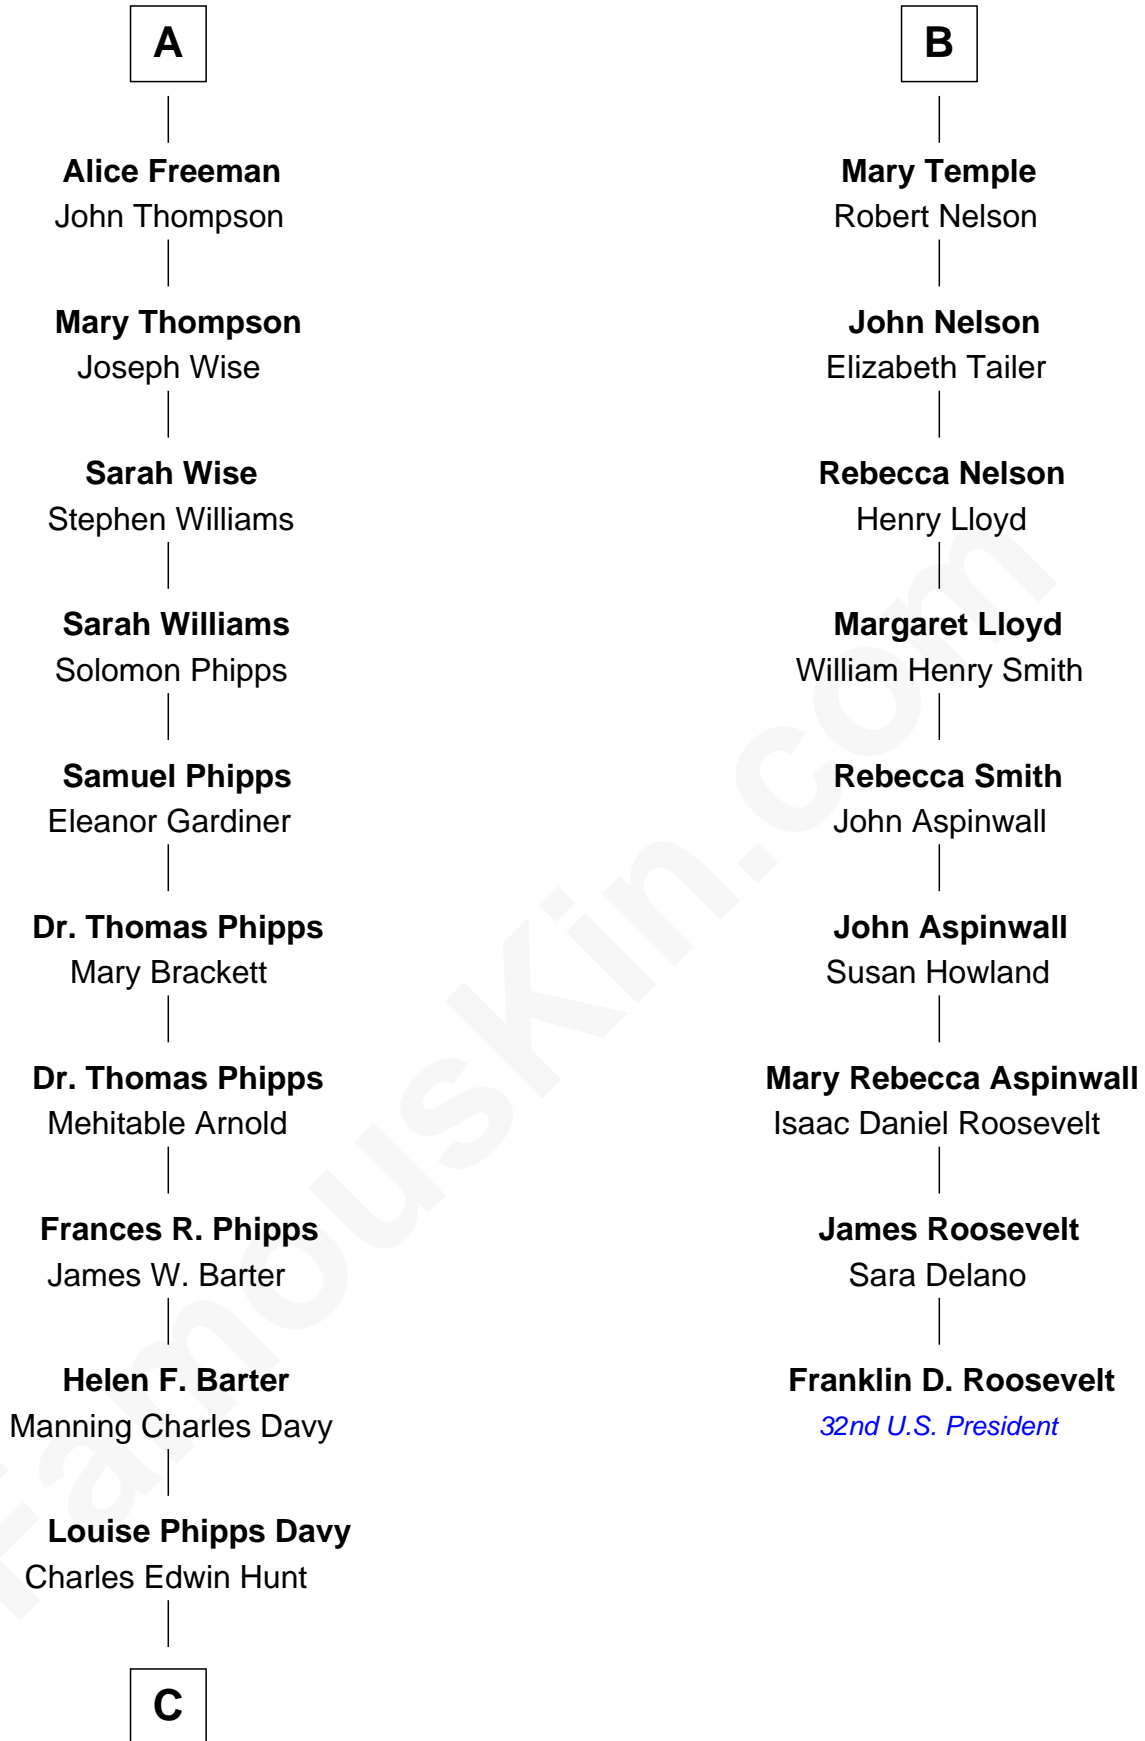 A
Alice Freeman
John Thompson
Mary Thompson
Joseph Wise
Sarah Wise
Stephen Williams
Sarah Williams
Solomon Phipps
Samuel Phipps
Eleanor Gardiner
Dr. Thomas Phipps
Mary Brackett
Dr. Thomas Phipps
Mehitable Arnold
Frances R. Phipps
James W. Barter
Helen F. Barter
Manning Charles Davy
Louise Phipps Davy
Charles Edwin Hunt
C
B
Mary Temple
Robert Nelson
John Nelson
Elizabeth Tailer
Rebecca Nelson
Henry Lloyd
Margaret Lloyd
William Henry Smith
Rebecca Smith
John Aspinwall
John Aspinwall
Susan Howland
Mary Rebecca Aspinwall
Isaac Daniel Roosevelt
James Roosevelt
Sara Delano
Franklin D. Roosevelt
32nd U.S. President
FamousKin.com